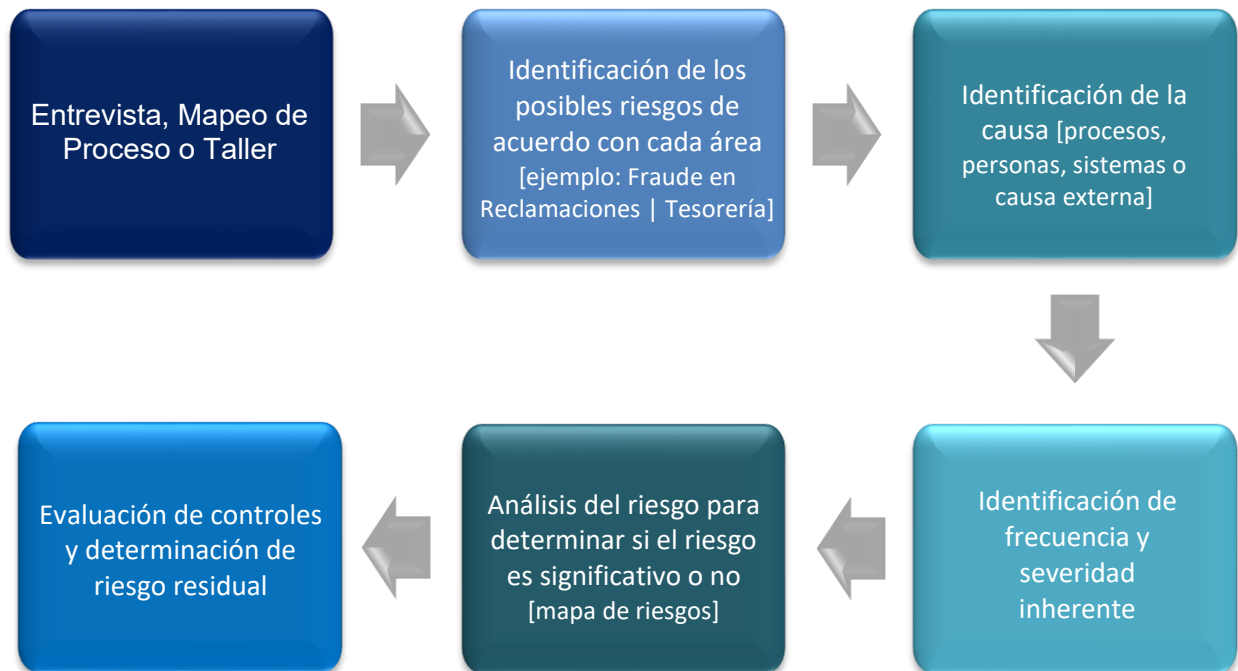 Entrevista, Mapeo de
Proceso o Taller
Identificación de los
posibles riesgos de
acuerdo con cada área
[ejemplo: Fraude en
Reclamaciones | Tesorería]
Identificación de la
causa [procesos,
personas, sistemas o
causa externa]
Identificación de
frecuencia y
severidad
inherente
Análisis del riesgo para
determinar si el riesgo
es significativo o no
[mapa de riesgos]
Evaluación de controles
y determinación de
riesgo residual